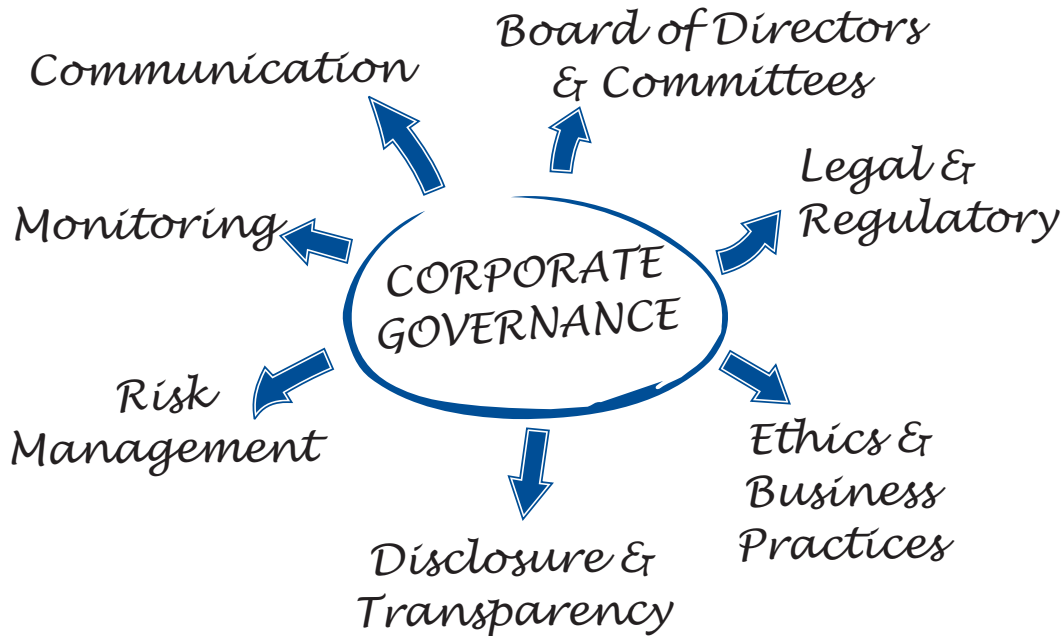 Communication
Board of Directors
& Committees
Legal &
Regulatory
Monitoring
CORPORATE
GOVERNANCE
Risk
Management
Ethics &
Business
Practices
Disclosure &
Transparency